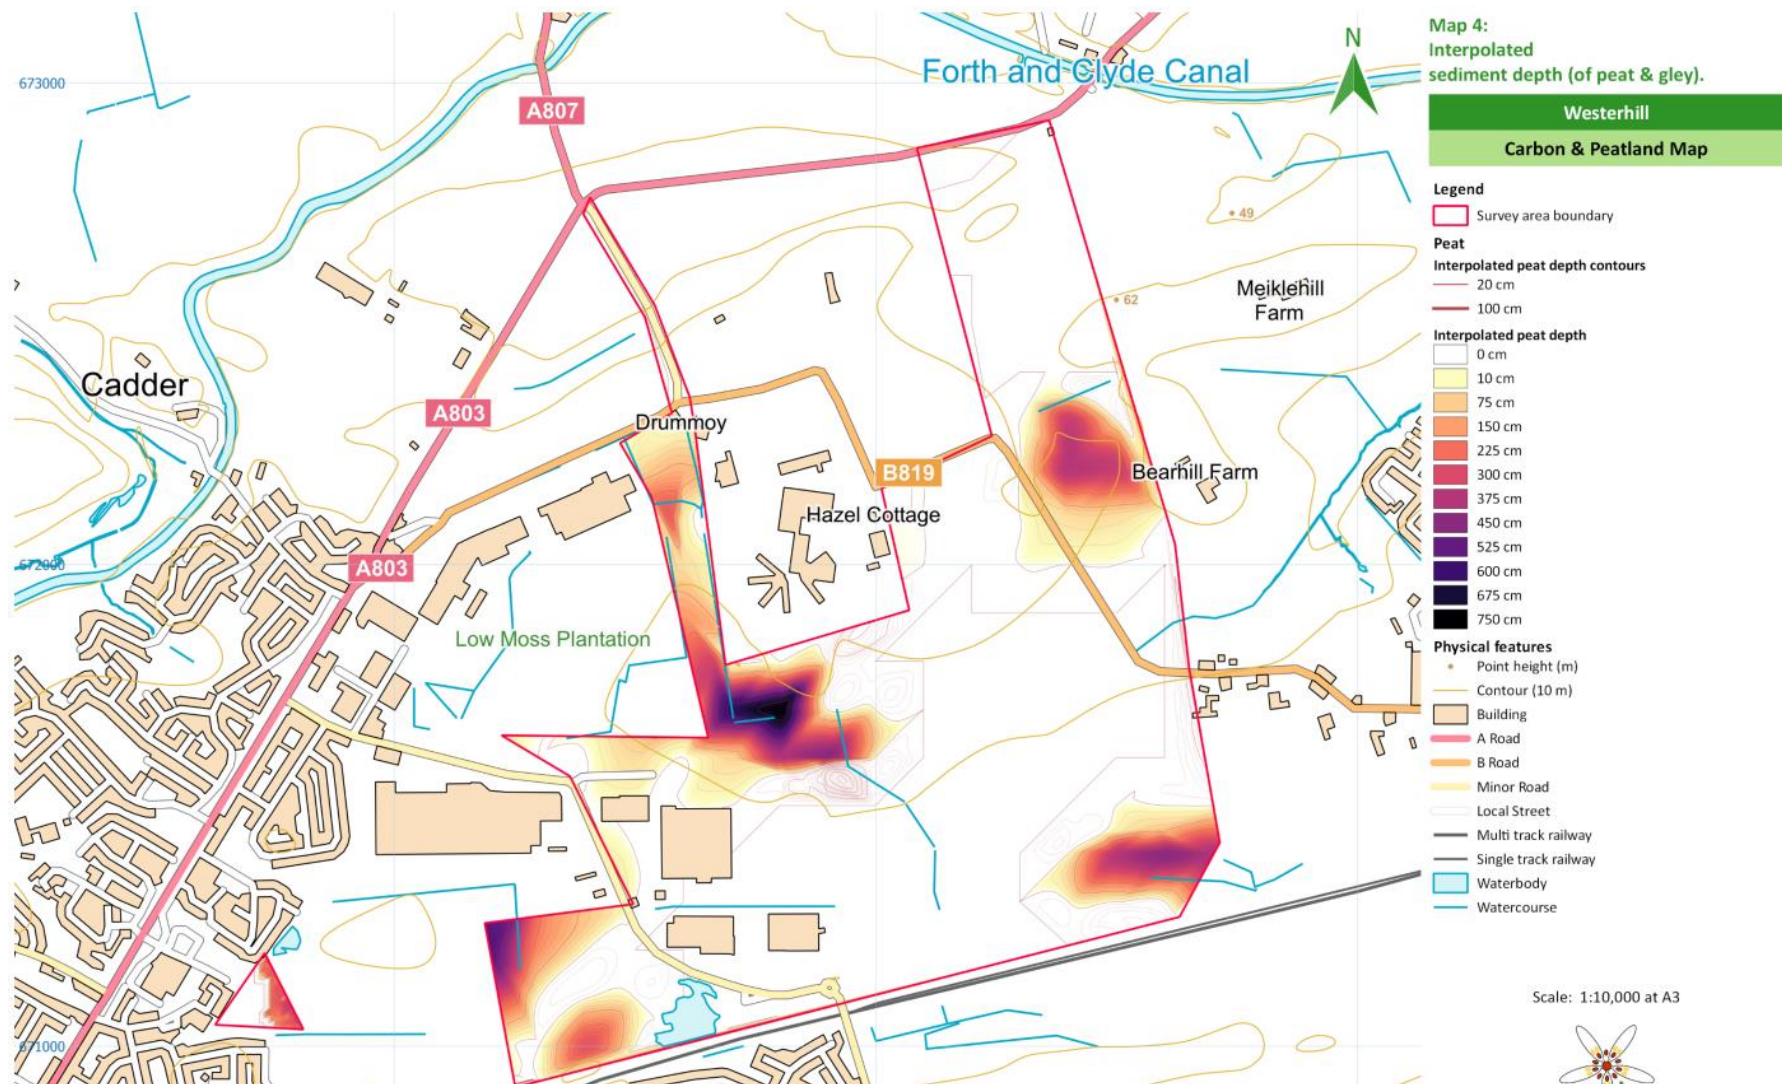 673000
A807
Forth and Clyde Canal
N
49
62
Meiklehill
Farm
Cadder
A803
Drummoy
B819
Bearhill Farm
Hazel Cottage
672000
A803
Low Moss Plantation
671000
Map 4:
Interpolated
sediment depth (of peat & gley).
Westerhill
Carbon & Peatland Map
Legend
Survey area boundary
Peat
Interpolated peat depth contours
20 cm
100 cm
Interpolated peat depth
0 cm
10 cm
75 cm
150 cm
225 cm
300 cm
375 cm
450 cm
525 cm
600 cm
675 cm
750 cm
Physical features
Point height (m)
Contour (10 m)
Building
A Road
B Road
Minor Road
Local Street
Multi track railway
Single track railway
Waterbody
Watercourse
Scale: 1:10,000 at A3